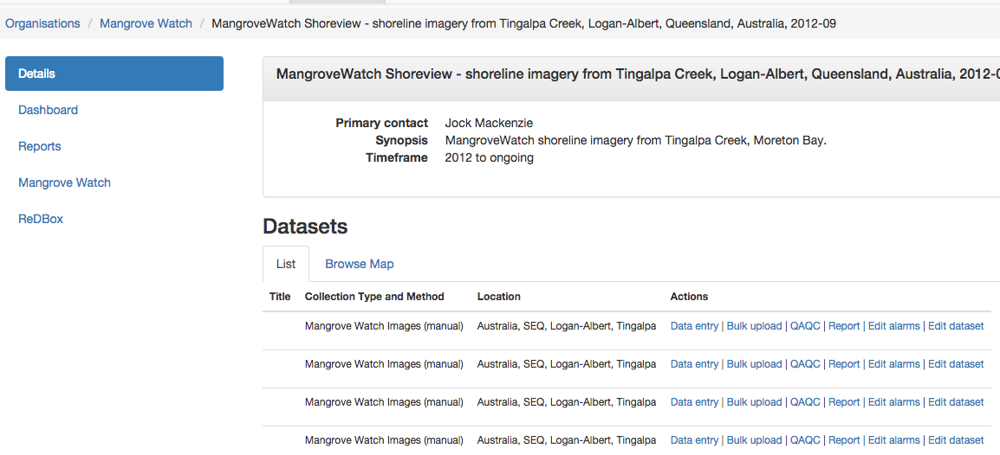 Organisations / Mangrove Watch / MangroveWatch Shoreview - shoreline imagery from Tingalpa Creek, Logan-Albert, Queensland, Australia, 2012-09
Details
Dashboard
Reports
Mangrove Watch
ReDBox
MangroveWatch Shoreview - shoreline imagery from Tingalpa Creek, Logan-Albert, Queensland, Australia, 2012-
Primary contact Jock Mackenzie
Synopsis MangroveWatch shoreline imagery from Tingalpa Creek, Moreton Bay.
Timeframe 2012 to ongoing
Datasets
List Browse Map
Title Collection Type and Method Location Actions
Mangrove Watch Images (manual) Australia, SEQ, Logan-Albert, Tingalpa Data entry | Bulk upload | QAQC | Report | Edit alarms | Edit dataset
Mangrove Watch Images (manual) Australia, SEQ, Logan-Albert, Tingalpa Data entry | Bulk upload | QAQC | Report | Edit alarms | Edit dataset
Mangrove Watch Images (manual) Australia, SEQ, Logan-Albert, Tingalpa Data entry | Bulk upload | QAQC | Report | Edit alarms | Edit dataset
Mangrove Watch Images (manual) Australia, SEQ, Logan-Albert, Tingalpa Data entry | Bulk upload | QAQC | Report | Edit alarms | Edit dataset